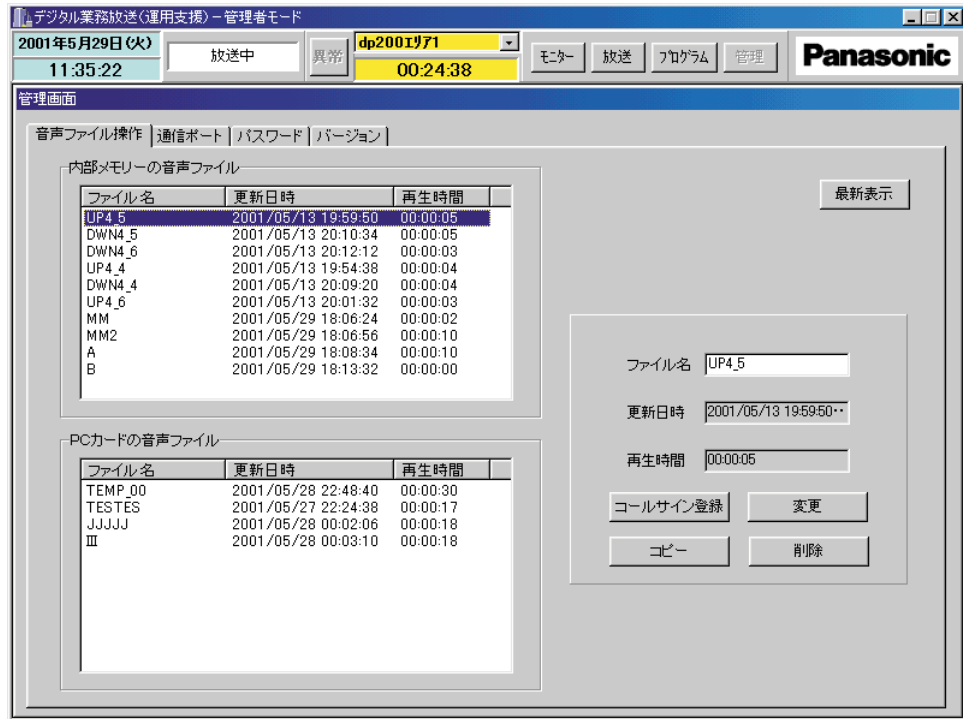 デジタル業務放送(運用支援)－管理者モード
2001年5月29日(火)
11:35:22
放送中
異常
dp200ｴﾘｱ1
00:24:38
ﾓﾆﾀｰ
放送
ﾌﾟﾛｸﾞﾗﾑ
管理
Panasonic
管理画面
音声ファイル操作 通信ポート パスワード バージョン
内部メモリーの音声ファイル
最新表示
ファイル名 更新日時 再生時間
UP4_5 2001/05/13 19:59:50 00:00:05
DWN4_5 2001/05/13 20:10:34 00:00:05
DWN4_6 2001/05/13 20:12:12 00:00:03
UP4_4 2001/05/13 19:54:38 00:00:04
DWN4_4 2001/05/13 20:09:20 00:00:04
UP4_6 2001/05/13 20:01:32 00:00:03
MM 2001/05/29 18:06:24 00:00:02
MM2 2001/05/29 18:06:56 00:00:10
A 2001/05/29 18:08:34 00:00:10
B 2001/05/29 18:13:32 00:00:00
PCカードの音声ファイル
ファイル名 更新日時 再生時間
TEMP_00 2001/05/28 22:48:40 00:00:30
TESTES 2001/05/27 22:24:38 00:00:17
JJJJJ 2001/05/28 00:02:06 00:00:18
III 2001/05/28 00:03:10 00:00:18
ファイル名 UP4_5
更新日時 2001/05/13 19:59:50‥
再生時間 00:00:05
コールサイン登録 変更
コピー 削除